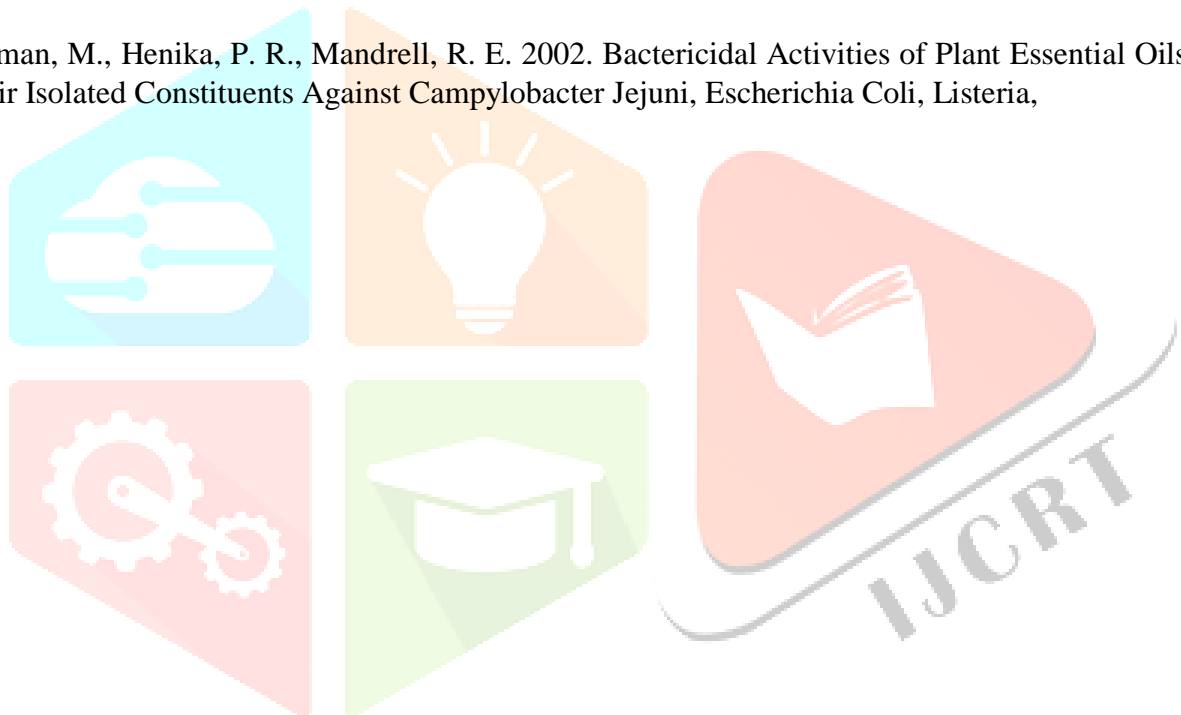 man, M., Henika, P. R., Mandrell, R. E. 2002. Bactericidal Activities of Plant Essential Oils
ir Isolated Constituents Against Campylobacter Jejuni, Escherichia Coli, Listeria,
IJCRT